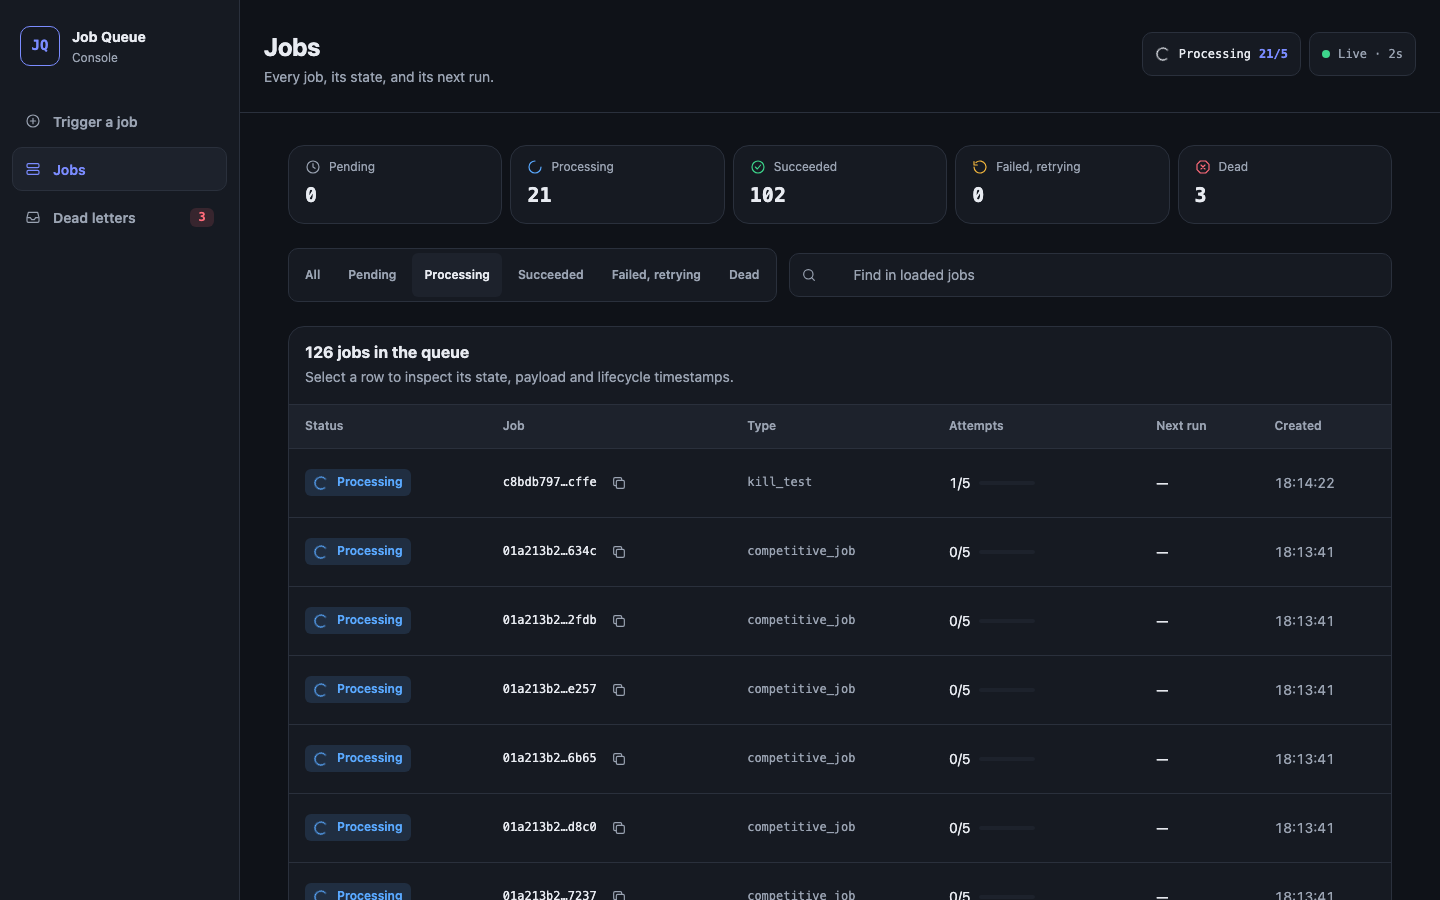 JQ
Job Queue
Console
Trigger a job
Jobs
Dead letters 3
Jobs
Every job, its state, and its next run.
Processing 21/5
Live · 2s
Pending
0
Processing
21
Succeeded
102
Failed, retrying
0
Dead
3
All Pending Processing Succeeded Failed, retrying Dead
Find in loaded jobs
126 jobs in the queue
Select a row to inspect its state, payload and lifecycle timestamps.
Status Job Type Attempts Next run Created
Processing c8bdb797…cffe kill_test 1/5 — 18:14:22
Processing 01a213b2…634c competitive_job 0/5 — 18:13:41
Processing 01a213b2…2fdb competitive_job 0/5 — 18:13:41
Processing 01a213b2…e257 competitive_job 0/5 — 18:13:41
Processing 01a213b2…6b65 competitive_job 0/5 — 18:13:41
Processing 01a213b2…d8c0 competitive_job 0/5 — 18:13:41
Processing 01a213b2…7237 competitive_job 0/5 — 18:13:41